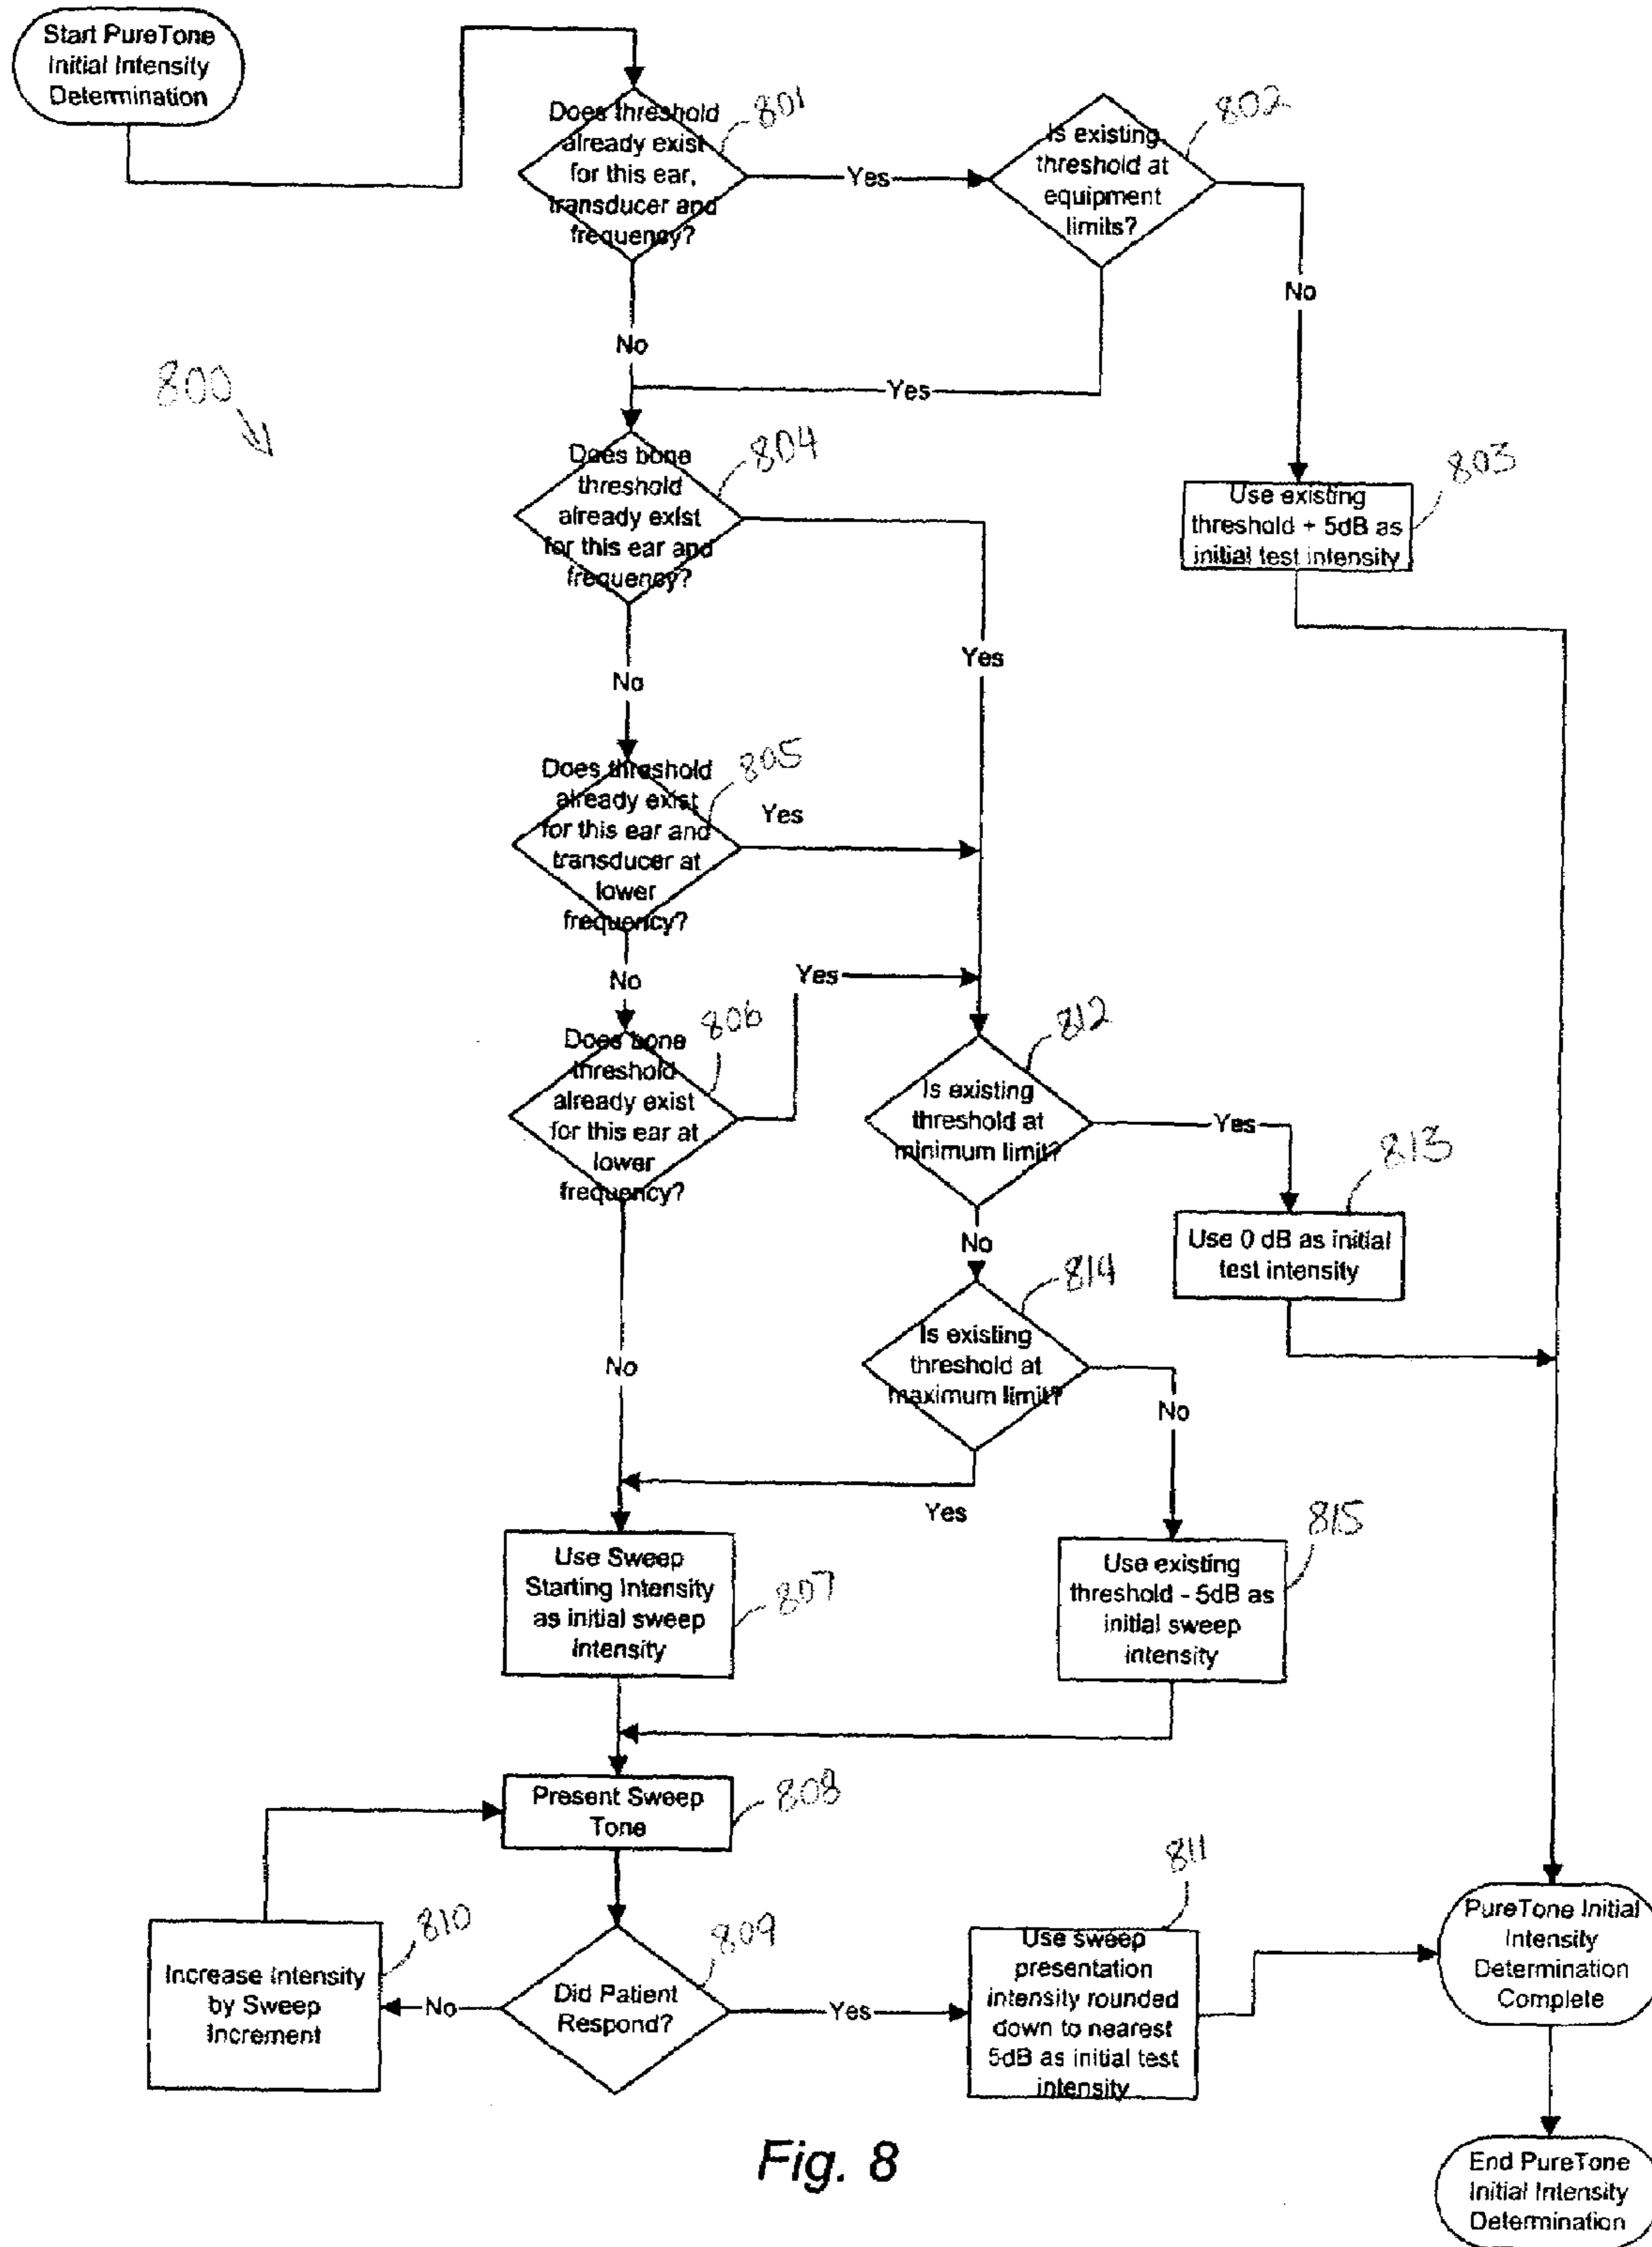 Start PureTone
Initial Intensity
Determination
Does threshold
already exist
for this ear,
transducer and
frequency?
801
Yes
Is existing
threshold at
equipment
limits?
802
No
No
Yes
800
Does bone
threshold
already exist
for this ear and
frequency?
804
Use existing
threshold + 5dB as
initial test intensity
803
Yes
No
Does threshold
already exist
for this ear and
transducer at
lower
frequency?
805
Yes
No
Yes
Does bone
threshold
already exist
for this ear at
lower
frequency?
806
Is existing
threshold at
minimum limit?
812
Yes
813
Use 0 dB as initial
test intensity
No
No
Is existing
threshold at
maximum limit?
814
No
Yes
Use Sweep
Starting Intensity
as initial sweep
Intensity
807
Use existing
threshold - 5dB as
initial sweep
intensity
815
Present Sweep
Tone
808
Increase Intensity
by Sweep
Increment
810
No
Did Patient
Respond?
809
Yes
Use sweep
presentation
intensity rounded
down to nearest
5dB as initial test
intensity
811
PureTone Initial
Intensity
Determination
Complete
End PureTone
Initial Intensity
Determination
Fig. 8